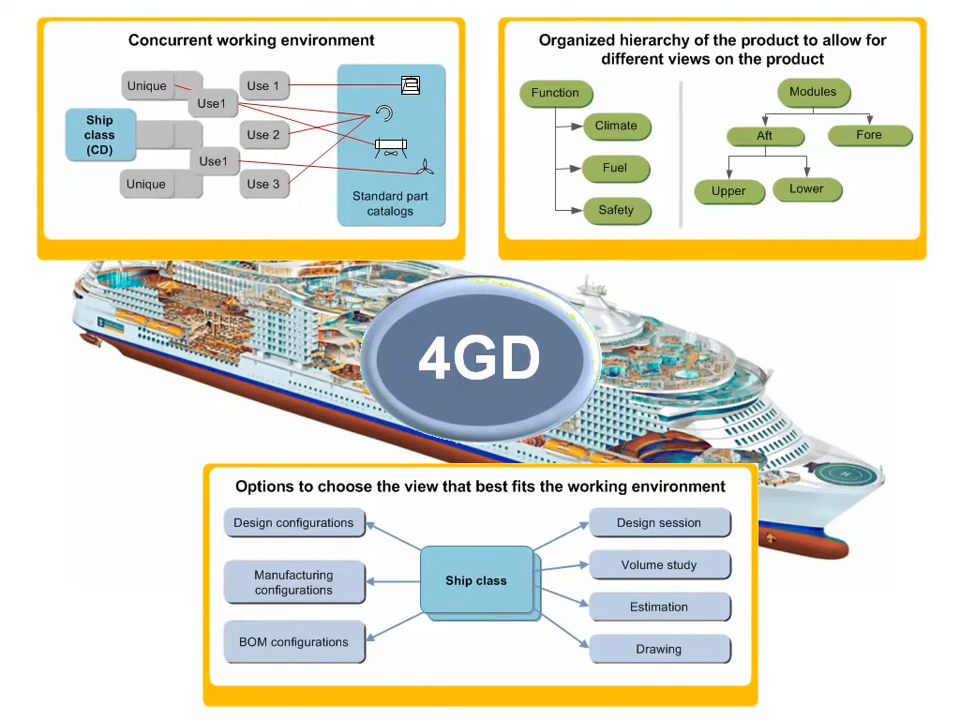 Concurrent working environment
Unique
Use1
Use 1
Ship
class
(CD)
Use 2
Use1
Unique
Use 3
Standard part
catalogs
Organized hierarchy of the product to allow for
different views on the product
Function
Climate
Fuel
Safety
Modules
Aft
Fore
Upper
Lower
4GD
H
Options to choose the view that best fits the working environment
Design configurations
Manufacturing
configurations
BOM configurations
Ship class
Design session
Volume study
Estimation
Drawing